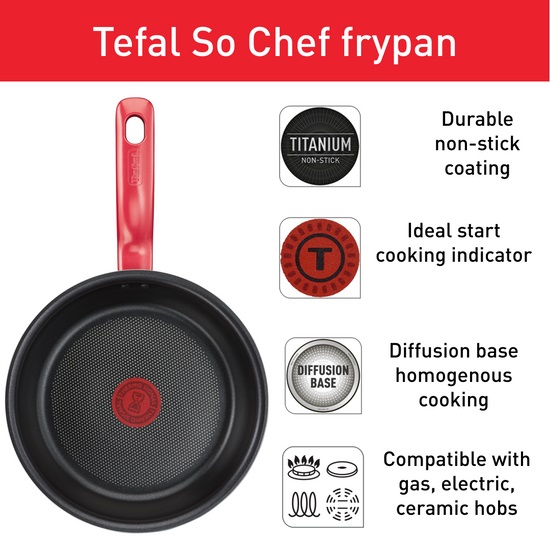 Tefal So Chef frypan
TITANIUM
NON-STICK
Durable
non-stick
coating
T
Ideal start
cooking indicator
DIFFUSION
BASE
Diffusion base
homogenous
cooking
Compatible with
gas, electric,
ceramic hobs